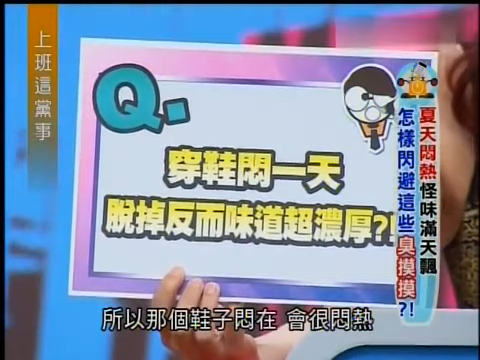 上班這黨事
Q.
穿鞋悶一天
脫掉反而味道超濃厚?!
夏天悶熱怪味滿天飄
怎樣閃避這些臭摸摸?!
所以那個鞋子悶在 會很悶熱